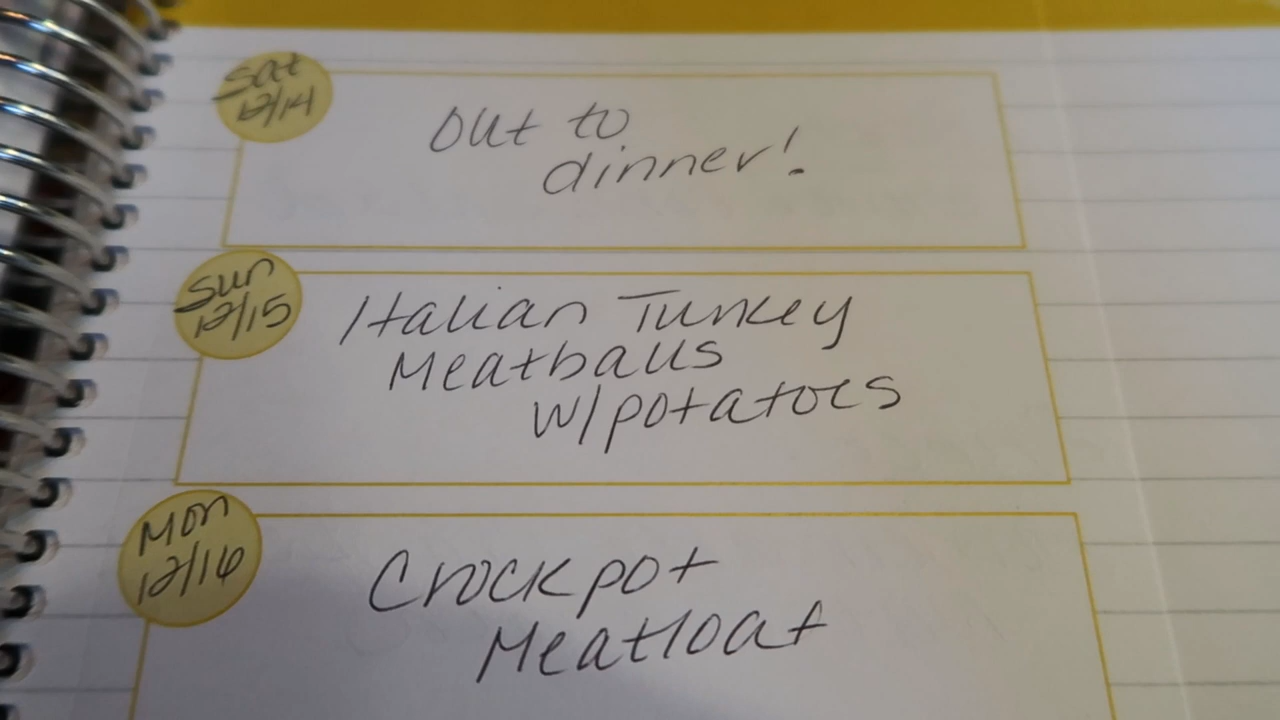 Sat
12/14
Out to
dinner!
Sun
12/15
Italian Turkey
Meatballs
w/potatoes
Mon
12/16
Crockpot
Meatloaf